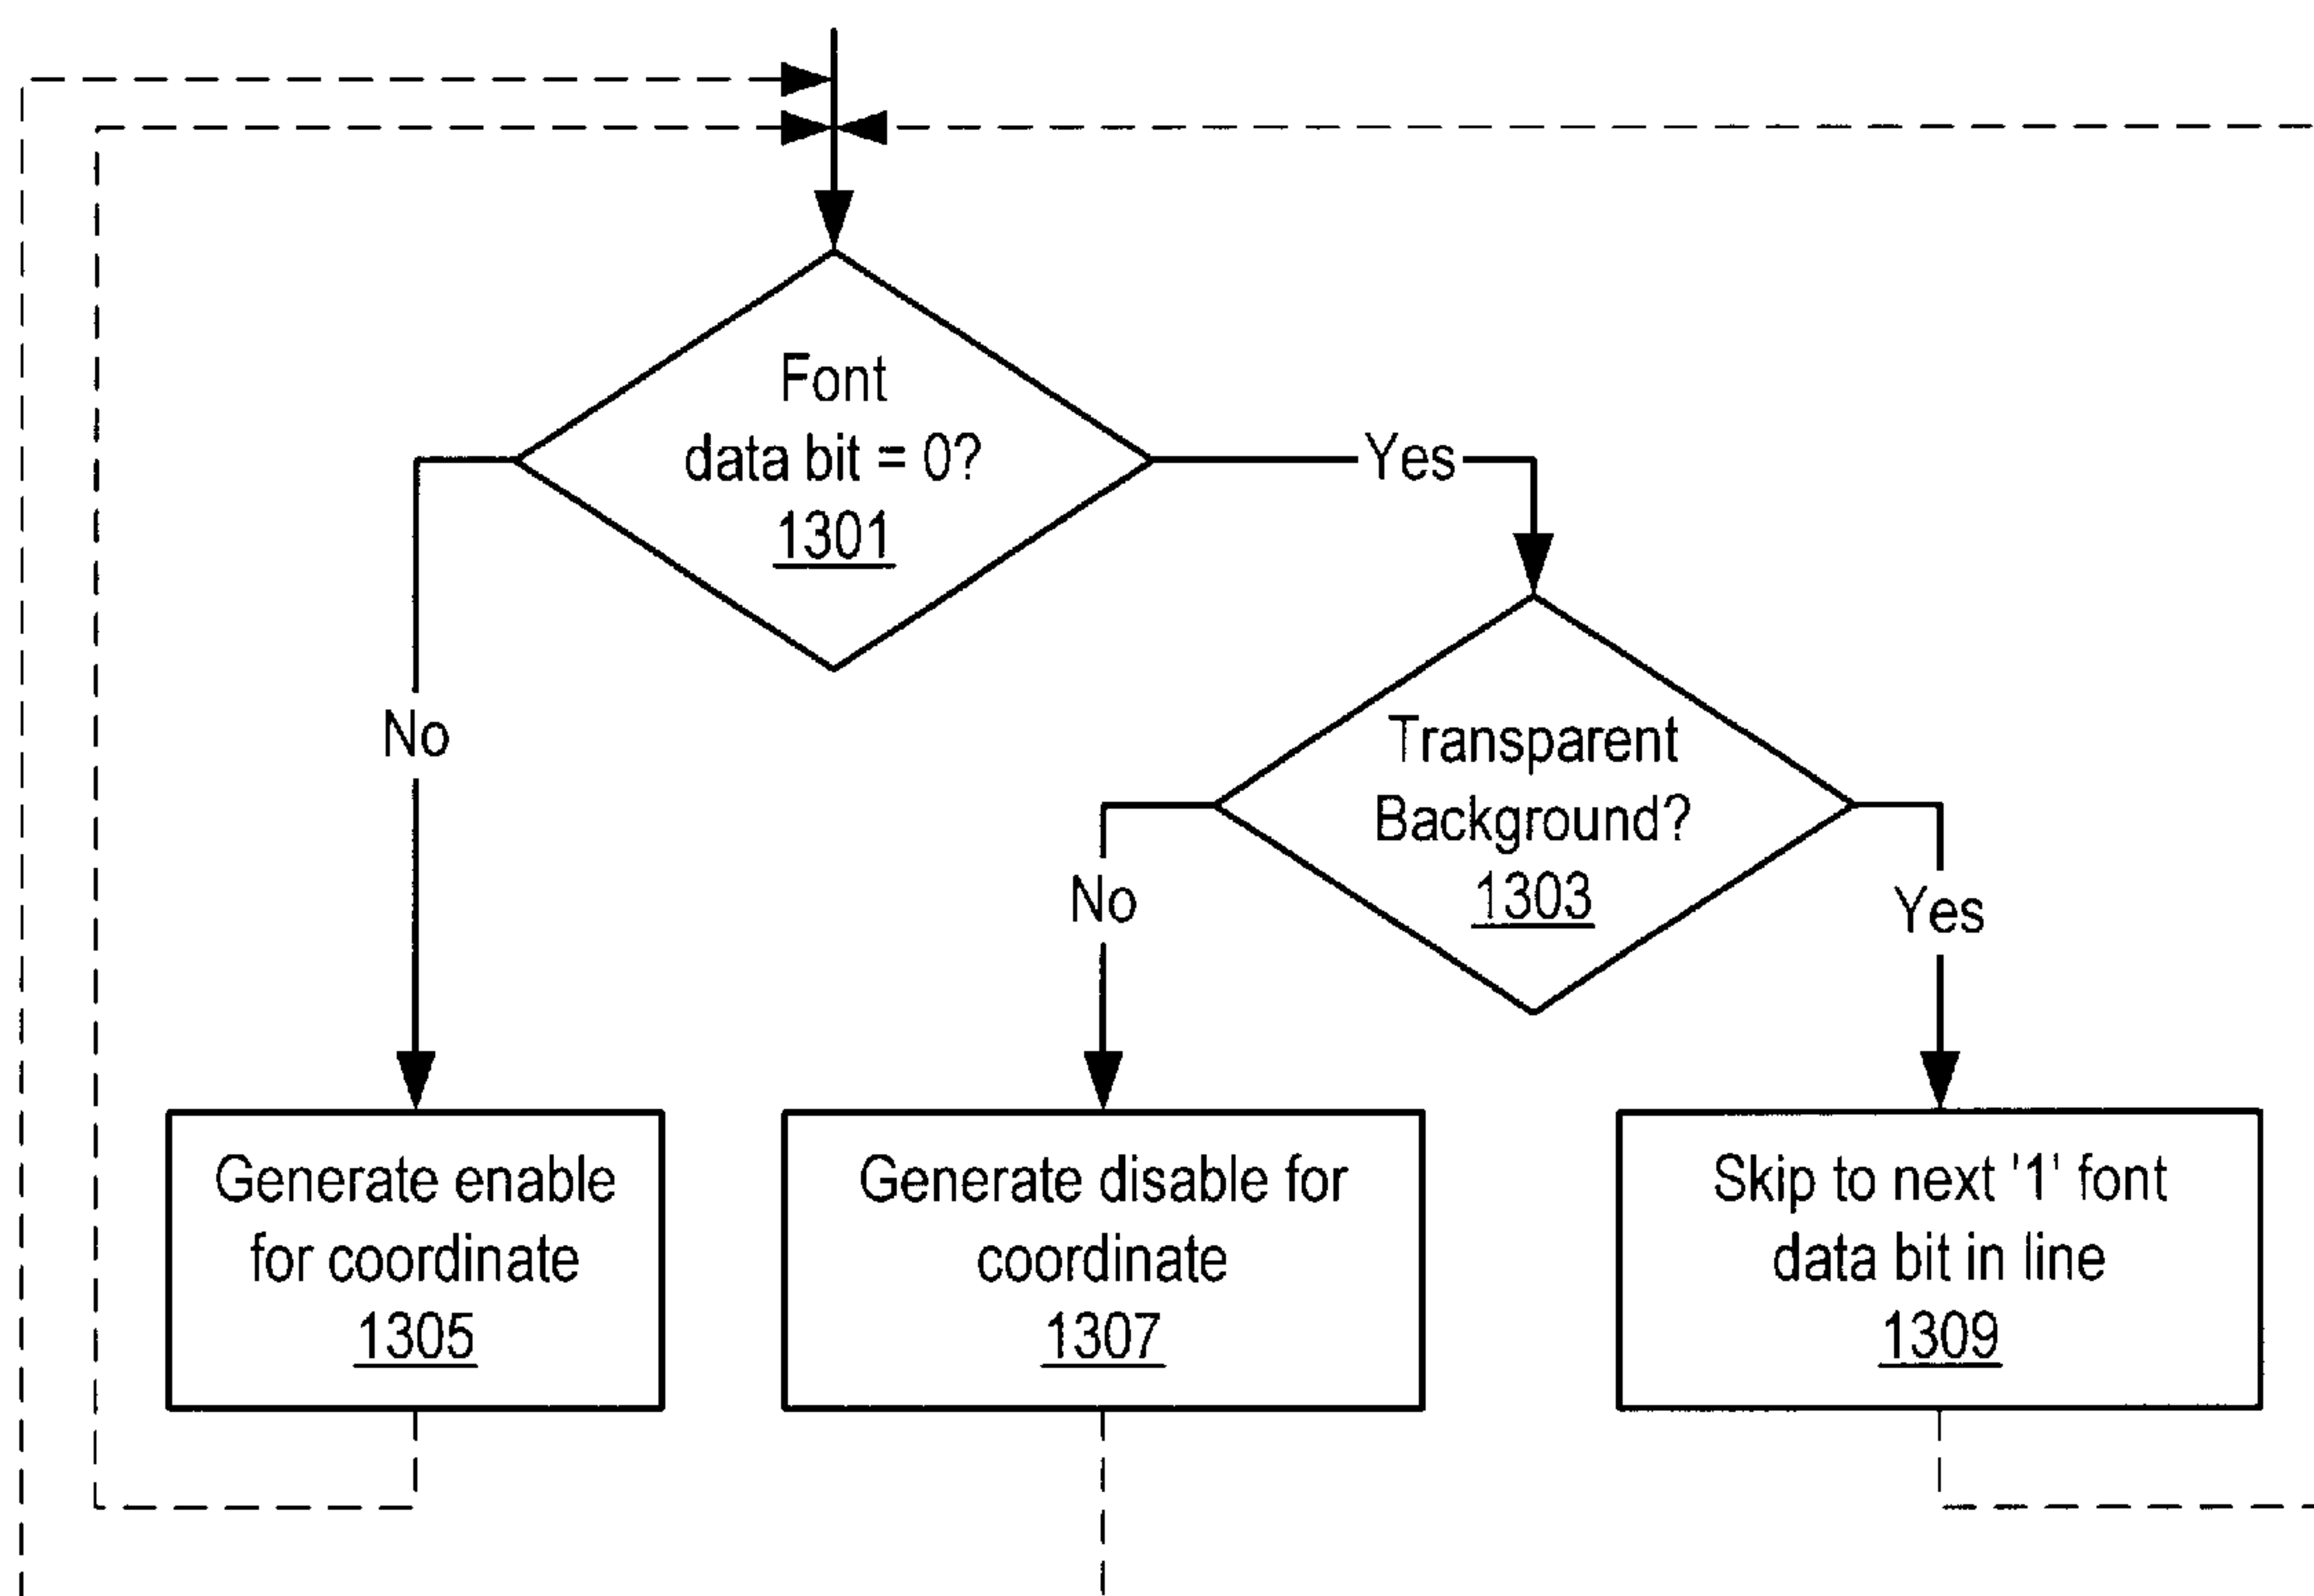 Font
data bit = 0?
1301
Yes
No
Transparent
Background?
1303
No
Yes
Generate enable
for coordinate
1305
Generate disable for
coordinate
1307
Skip to next '1' font
data bit in line
1309